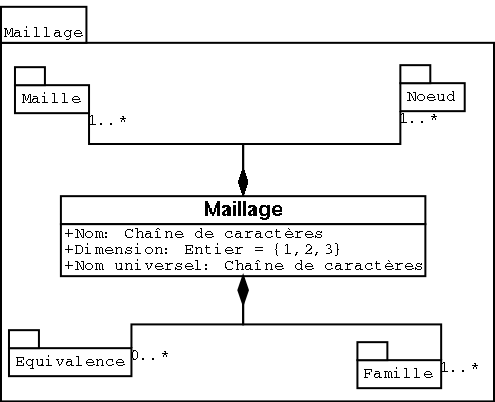 Maillage
Maille
Noeud
1..*
1..*
Maillage
+Nom: Chaîne de caractères
+Dimension: Entier = {1,2,3}
+Nom universel: Chaîne de caractères
Equivalence
0..*
Famille
1..*